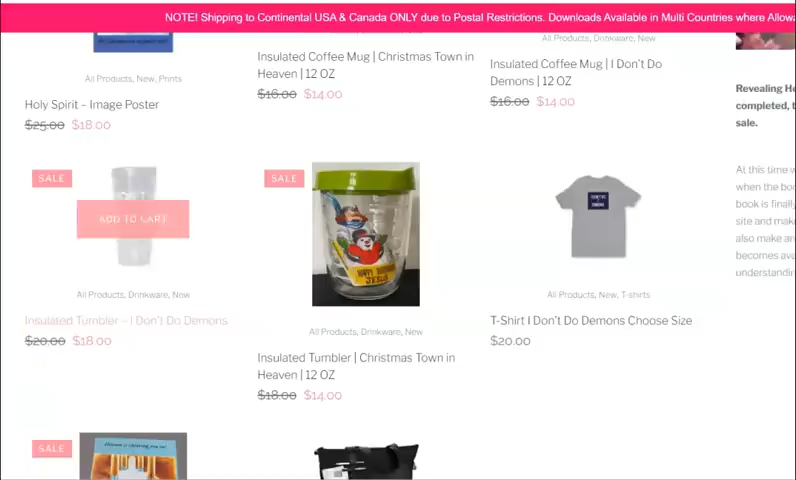 NOTE! Shipping to Continental USA & Canada ONLY due to Postal Restrictions. Downloads Available in Multi Countries where
All Products, New, Prints
Holy Spirit – Image Poster
$25.00 $18.00
Insulated Coffee Mug | Christmas Town in
Heaven | 12 OZ
$16.00 $14.00
All Products, Drinkware, New
Insulated Coffee Mug | I Don't Do
Demons | 12 OZ
$16.00 $14.00
Revealing
completed,
sale.
At this time
when the
book is finally
site and
also make
becomes
SALE
ADD TO CART
All Products, Drinkware, New
Insulated Tumbler – I Don't Do Demons
$20.00 $18.00
SALE
HAPPY BIRTHDAY
JESUS
All Products, Drinkware, New
Insulated Tumbler | Christmas Town in
Heaven | 12 OZ
$18.00 $14.00
All Products, New, T-shirts
T-Shirt I Don't Do Demons Choose Size
$20.00
SALE